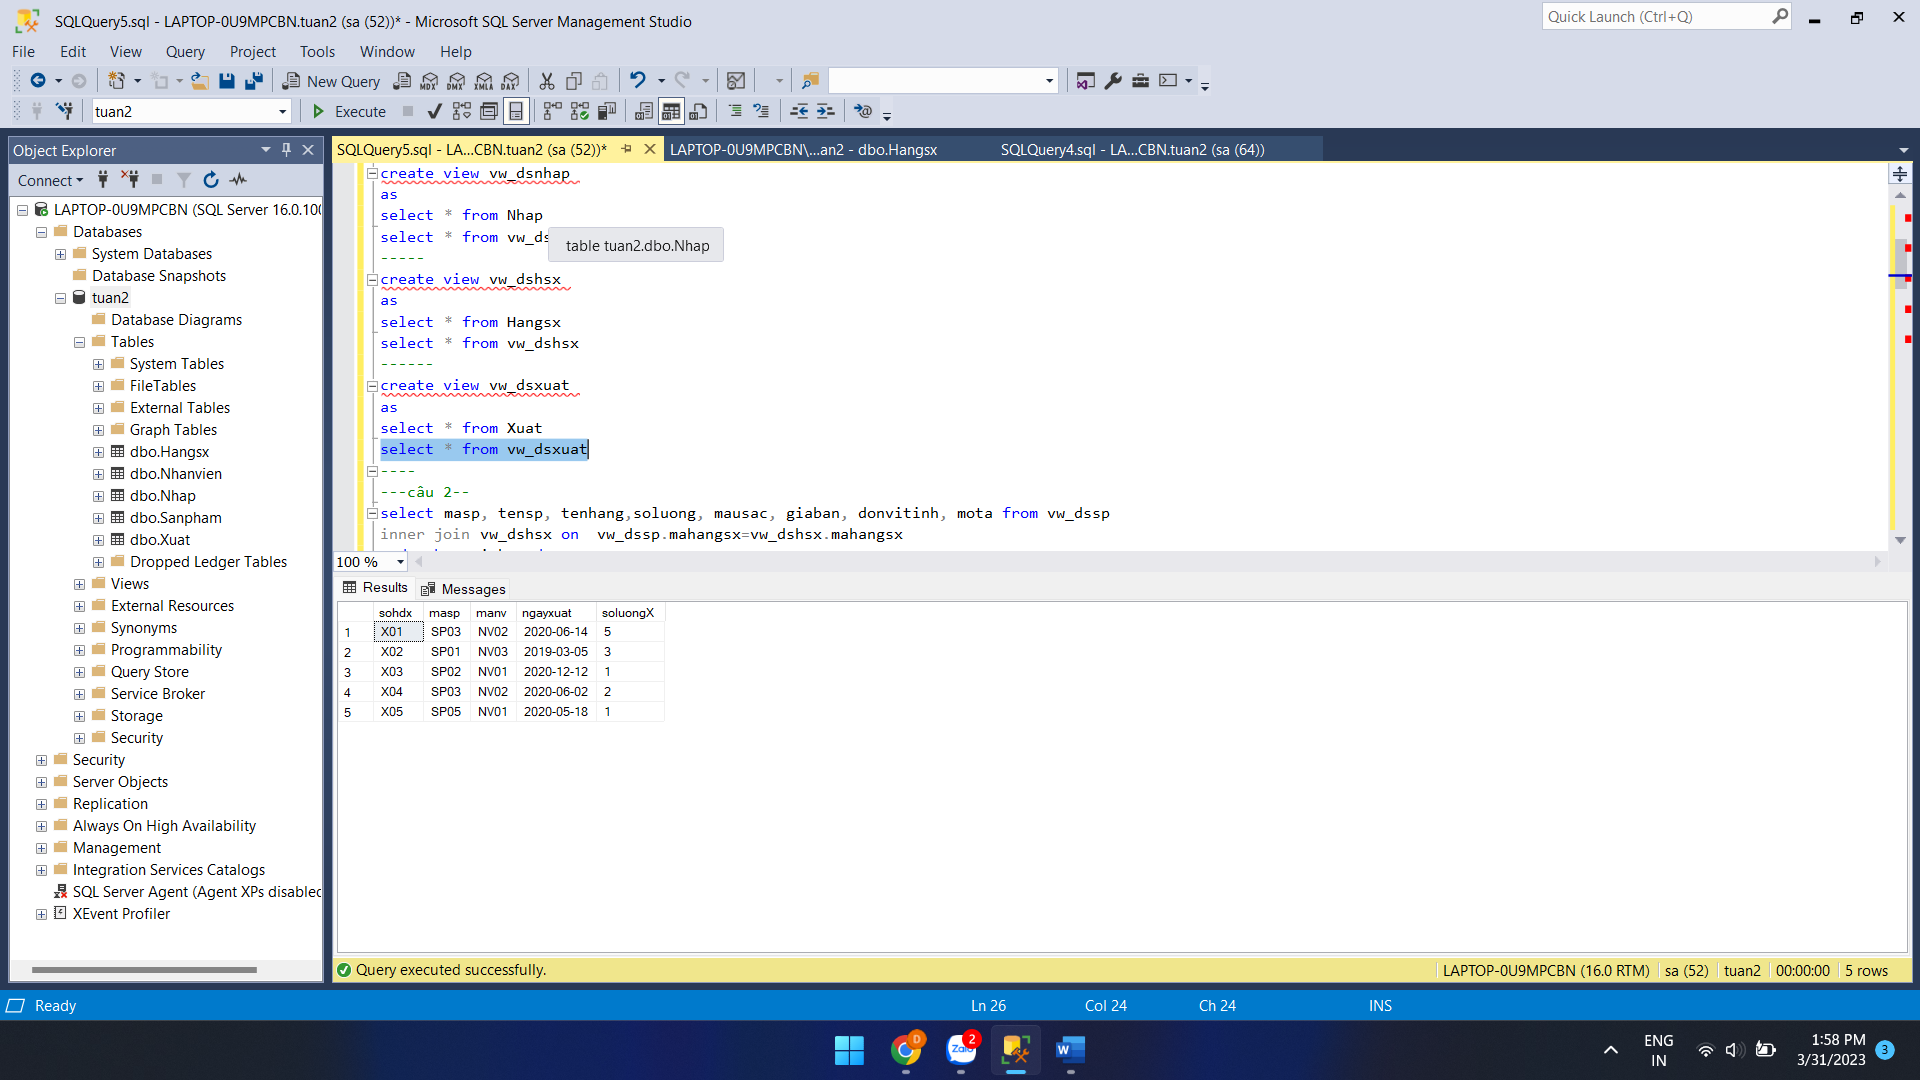 SQLQuery5.sql - LAPTOP-0U9MPCBN.tuan2 (sa (52))* - Microsoft SQL Server Management Studio
Quick Launch (Ctrl+Q)
File Edit View Query Project Tools Window Help
New Query MDX DMX XMLA DAX
tuan2 Execute
Object Explorer
SQLQuery5.sql - LA...CBN.tuan2 (sa (52))* LAPTOP-0U9MPCBN\...an2 - dbo.Hangsx SQLQuery4.sql - LA...CBN.tuan2 (sa (64))
Connect
LAPTOP-0U9MPCBN (SQL Server 16.0.100
Databases
System Databases
Database Snapshots
tuan2
Database Diagrams
Tables
System Tables
FileTables
External Tables
Graph Tables
dbo.Hangsx
dbo.Nhanvien
dbo.Nhap
dbo.Sanpham
dbo.Xuat
Dropped Ledger Tables
Views
External Resources
Synonyms
Programmability
Query Store
Service Broker
Storage
Security
Security
Server Objects
Replication
Always On High Availability
Management
Integration Services Catalogs
SQL Server Agent (Agent XPs disabled
XEvent Profiler
create view vw_dsnhap
as
select * from Nhap
select * from vw_ds
table tuan2.dbo.Nhap
-----
create view vw_dshsx
as
select * from Hangsx
select * from vw_dshsx
------
create view vw_dsxuat
as
select * from Xuat
select * from vw_dsxuat
----
---câu 2--
select masp, tensp, tenhang,soluong, mausac, giaban, donvitinh, mota from vw_dssp
inner join vw_dshsx on vw_dssp.mahangsx=vw_dshsx.mahangsx
100 %
Results Messages
sohdx masp manv ngayxuat soluongX
1 X01 SP03 NV02 2020-06-14 5
2 X02 SP01 NV03 2019-03-05 3
3 X03 SP02 NV01 2020-12-12 1
4 X04 SP03 NV02 2020-06-02 2
5 X05 SP05 NV01 2020-05-18 1
Query executed successfully. LAPTOP-0U9MPCBN (16.0 RTM) sa (52) tuan2 00:00:00 5 rows
Ready Ln 26 Col 24 Ch 24 INS
D
Zalo 2
W
ENG
IN
1:58 PM
3/31/2023
3